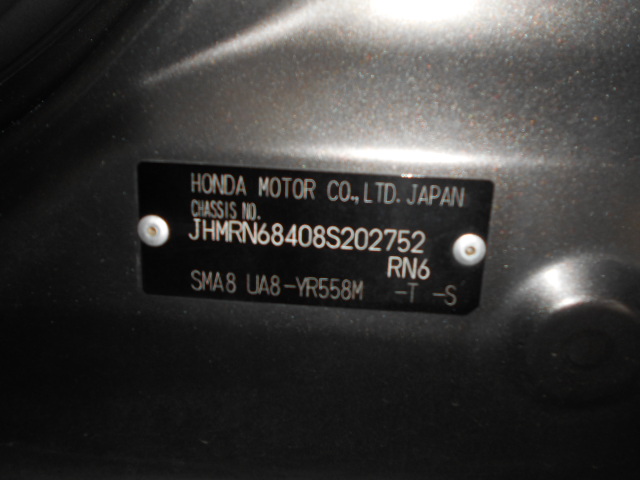 HONDA MOTOR CO.,LTD. JAPAN
CHASSIS NO.
JHMRN68408S202752
RN6
SMA8 UA8-YR558M -T -S